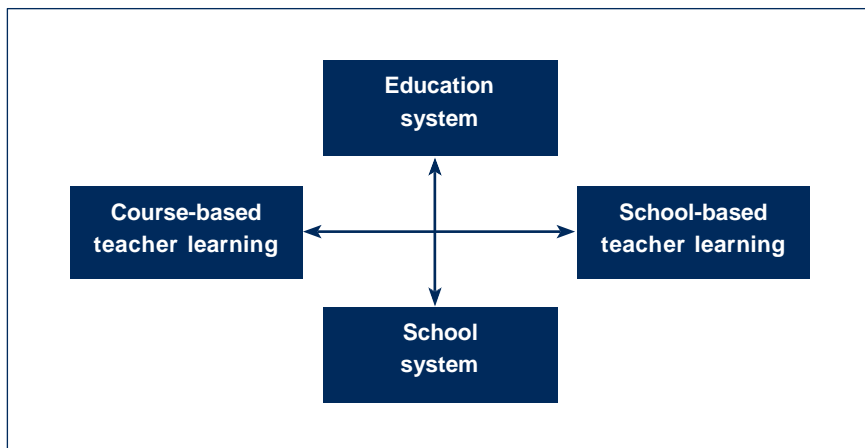 Education
system
Course-based
teacher learning
School-based
teacher learning
School
system